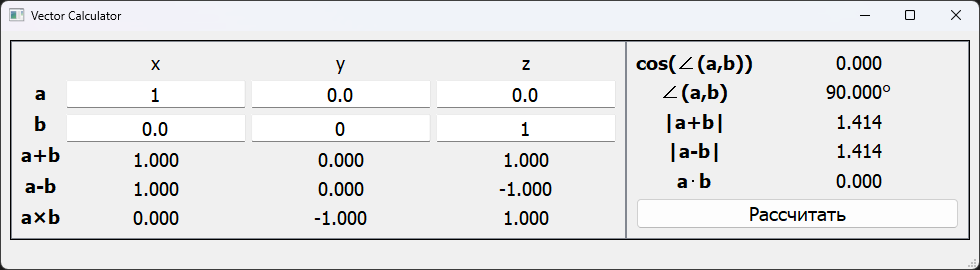 Vector Calculator
x y z
a 1 0.0 0.0
b 0.0 0 1
a+b 1.000 0.000 1.000
a-b 1.000 0.000 -1.000
a×b 0.000 -1.000 1.000
cos(∠(a,b)) 0.000
∠(a,b) 90.000°
|a+b| 1.414
|a-b| 1.414
a·b 0.000
Рассчитать